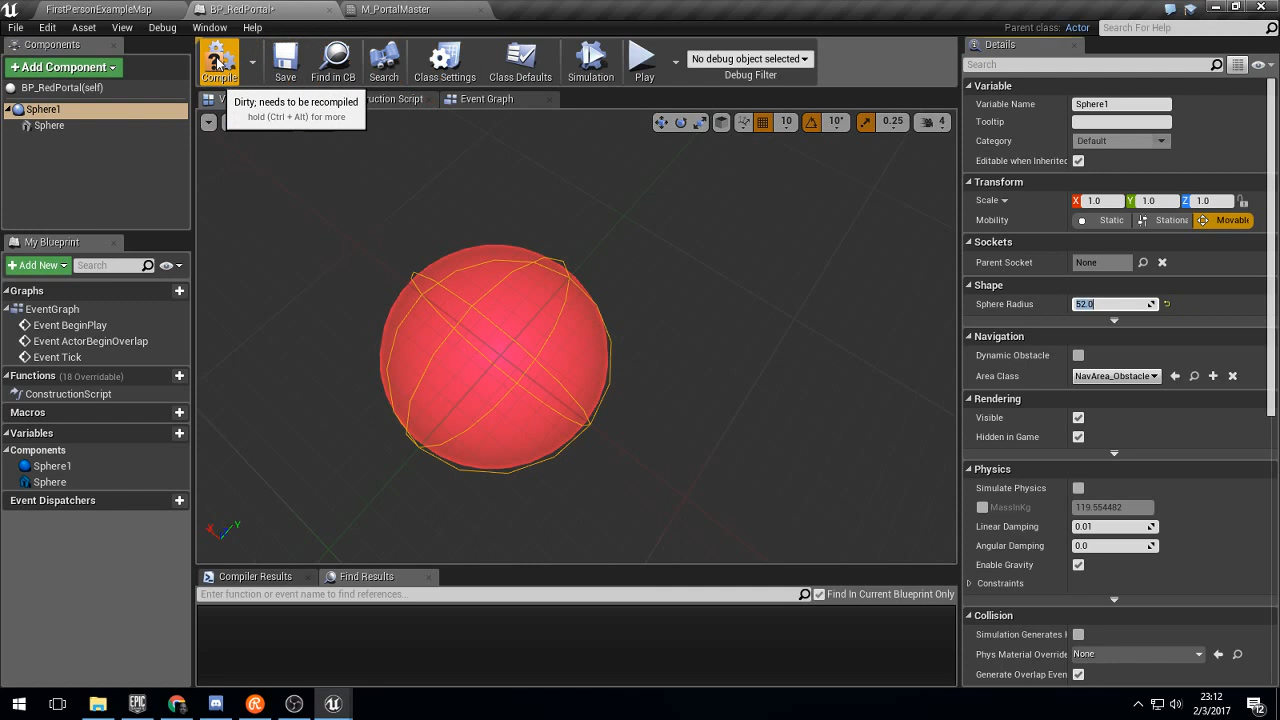 FirstPersonExampleMap
BP_RedPortal*
M_PortalMaster
File Edit Asset View Debug Window Help
Parent class: Actor
Search For Help
Components
Details
+ Add Component
Compile
Save
Find in CB
Search
Class Settings
Class Defaults
Simulation
Play
No debug object selected
Debug Filter
Search
BP_RedPortal(self)
Variable
Dirty; needs to be recompiled
hold (Ctrl + Alt) for more
V
ruction Script
Event Graph
Variable Name Sphere1
Sphere1
Tooltip
Sphere
10
10°
0.25
4
Category Default
Editable when Inherited
Transform
Scale X 1.0 Y 1.0 Z 1.0
Mobility Static Stationa Movable
My Blueprint
Sockets
+ Add New Search
Parent Socket None
Graphs
Shape
EventGraph
Sphere Radius 52.0
Event BeginPlay
Event ActorBeginOverlap
Navigation
Event Tick
Dynamic Obstacle
Functions (18 Overridable)
Area Class NavArea_Obstacle
ConstructionScript
Rendering
Macros
Visible
Variables
Hidden in Game
Components
Sphere1
Physics
Sphere
Simulate Physics
Event Dispatchers
MassInKg 119.554482
Linear Damping 0.01
X Y
Angular Damping 0.0
Enable Gravity
Compiler Results
Find Results
Constraints
Enter function or event name to find references...
Find In Current Blueprint Only
Collision
Simulation Generates
Phys Material Override None
Generate Overlap Even
EPIC
23:12
2/3/2017
12